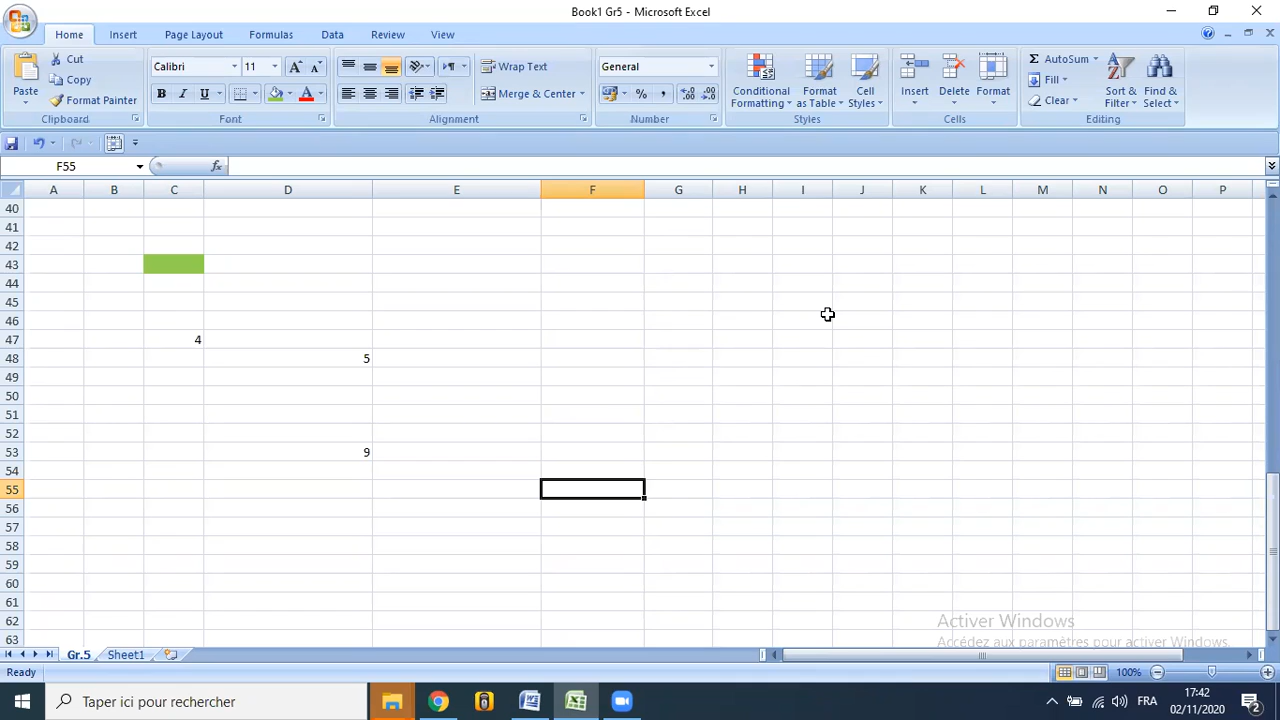 Book1 Gr5 - Microsoft Excel
Home Insert Page Layout Formulas Data Review View
Paste
Cut
Copy
Format Painter
Clipboard
Calibri 11
B I U
Font
Wrap Text
Merge & Center
Alignment
General
%
Number
Conditional Formatting
Format as Table
Cell Styles
Styles
Insert
Delete
Format
Cells
Σ AutoSum
Fill
Clear
Sort & Filter
Find & Select
Editing
F55
fx
A B C D E F G H I J K L M N O P
40
41
42
43
44
45
46
47 4
48 5
49
50
51
52
53 9
54
55
56
57
58
59
60
61
62
63
Activer Windows
Accédez aux paramètres pour activer Windows.
Gr.5 Sheet1
Ready
100%
Taper ici pour rechercher
FRA
17:42
02/11/2020
2